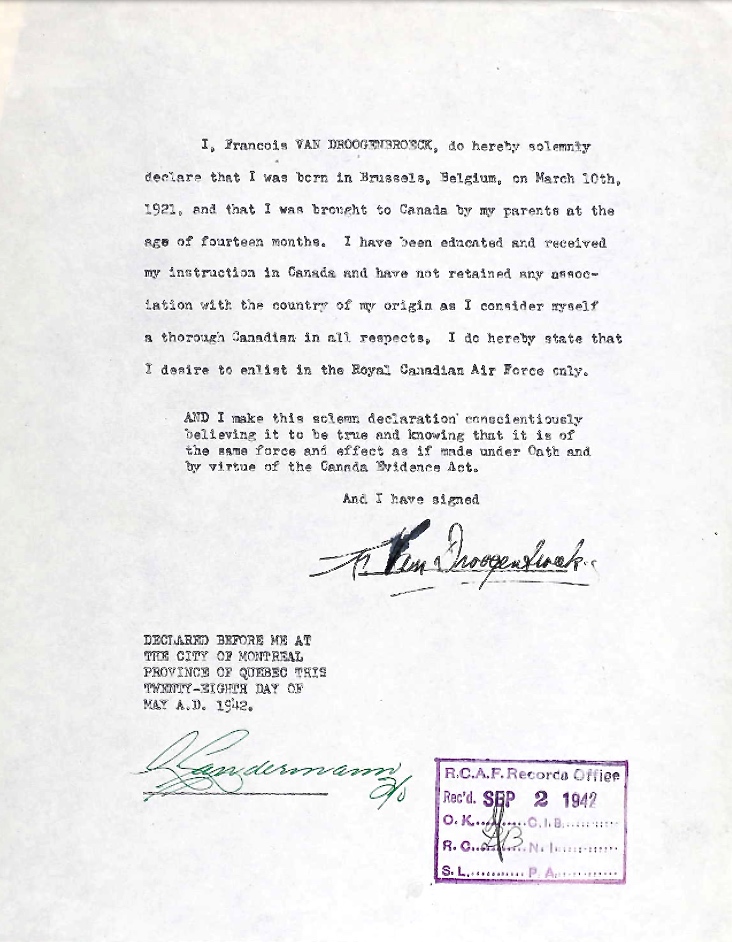 I, Francois VAN DROOGENBROECK, do hereby solemnly
declare that I was born in Brussels, Belgium, on March 10th,
1921, and that I was brought to Canada by my parents at the
age of fourteen months. I have been educated and received
my instruction in Canada and have not retained any assoc-
iation with the country of my origin as I consider myself
a thorough Canadian in all respects, I do hereby state that
I desire to enlist in the Royal Canadian Air Force only.
AND I make this solemn declaration conscientiously
believing it to be true and knowing that it is of
the same force and effect as if made under Oath and
by virtue of the Canada Evidence Act.
And I have signed
Van Droogenbroeck
DECLARED BEFORE ME AT
THE CITY OF MONTREAL
PROVINCE OF QUEBEC THIS
TWENTY-EIGHTH DAY OF
MAY A.D. 1942.
R.C.A.F. Records Office
Rec'd. SEP 2 1942
O.K..........C.I.B..............
R.C..........N.I..............
S.L............P.A..............